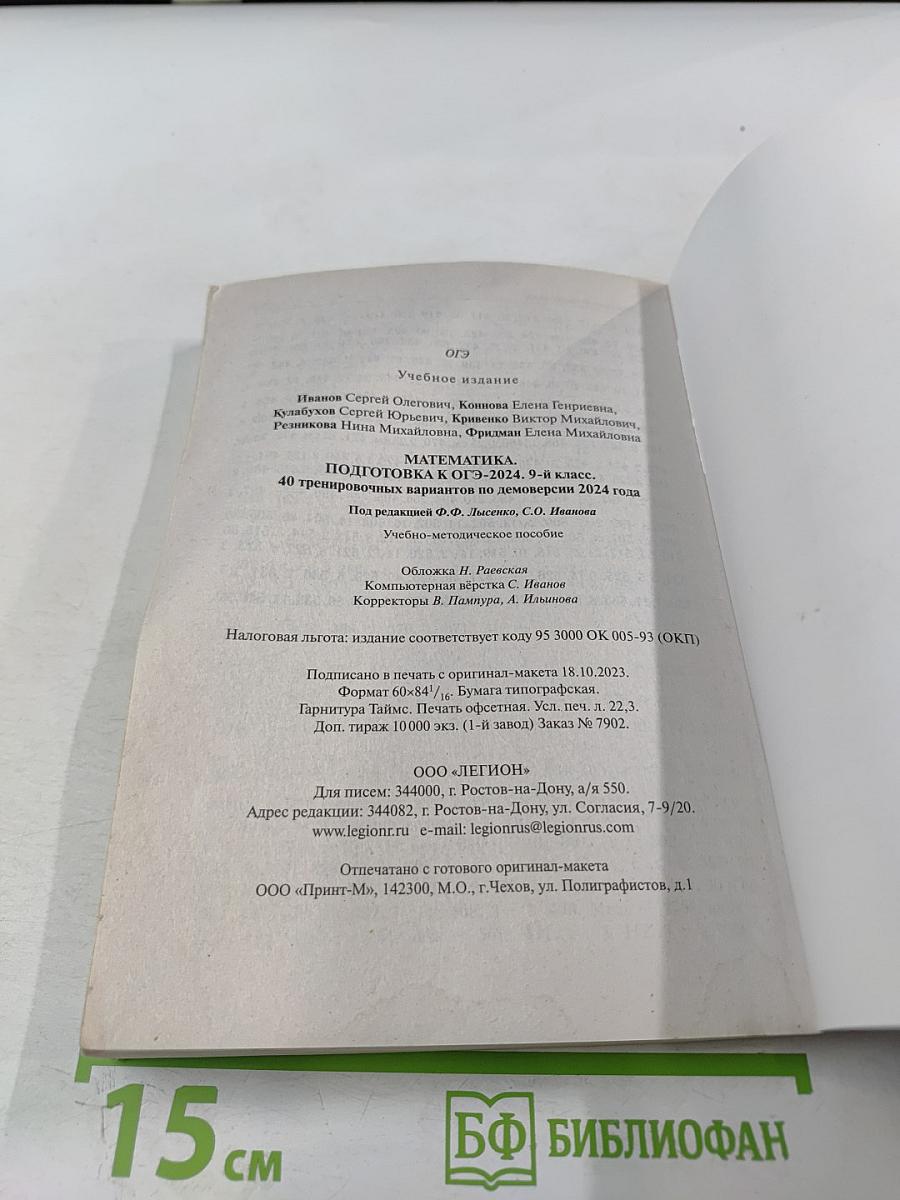 ОГЭ
Учебное издание
Иванов Сергей Олегович, Коннова Елена Генриевна,
Кулабухов Сергей Юрьевич, Кривенко Виктор Михайлович,
Резникова Нина Михайловна, Фридман Елена Михайловна
МАТЕМАТИКА.
ПОДГОТОВКА К ОГЭ-2024. 9-й класс.
40 тренировочных вариантов по демоверсии 2024 года
Под редакцией Ф.Ф. Лысенко, С.О. Иванова
Учебно-методическое пособие
Обложка Н. Раевская
Компьютерная вёрстка С. Иванов
Корректоры В. Пампура, А. Ильинова
Налоговая льгота: издание соответствует коду 95 3000 ОК 005-93 (ОКП)
Подписано в печать с оригинал-макета 18.10.2023.
Формат 60×84¹/₁₆. Бумага типографская.
Гарнитура Таймс. Печать офсетная. Усл. печ. л. 22,3.
Доп. тираж 10 000 экз. (1-й завод) Заказ № 7902.
ООО «ЛЕГИОН»
Для писем: 344000, г. Ростов-на-Дону, а/я 550.
Адрес редакции: 344082, г. Ростов-на-Дону, ул. Согласия, 7-9/20.
www.legionr.ru e-mail: legionrus@legionrus.com
Отпечатано с готового оригинал-макета
ООО «Принт-М», 142300, М.О., г.Чехов, ул. Полиграфистов, д.1
15 см
БФ БИБЛИОФАН